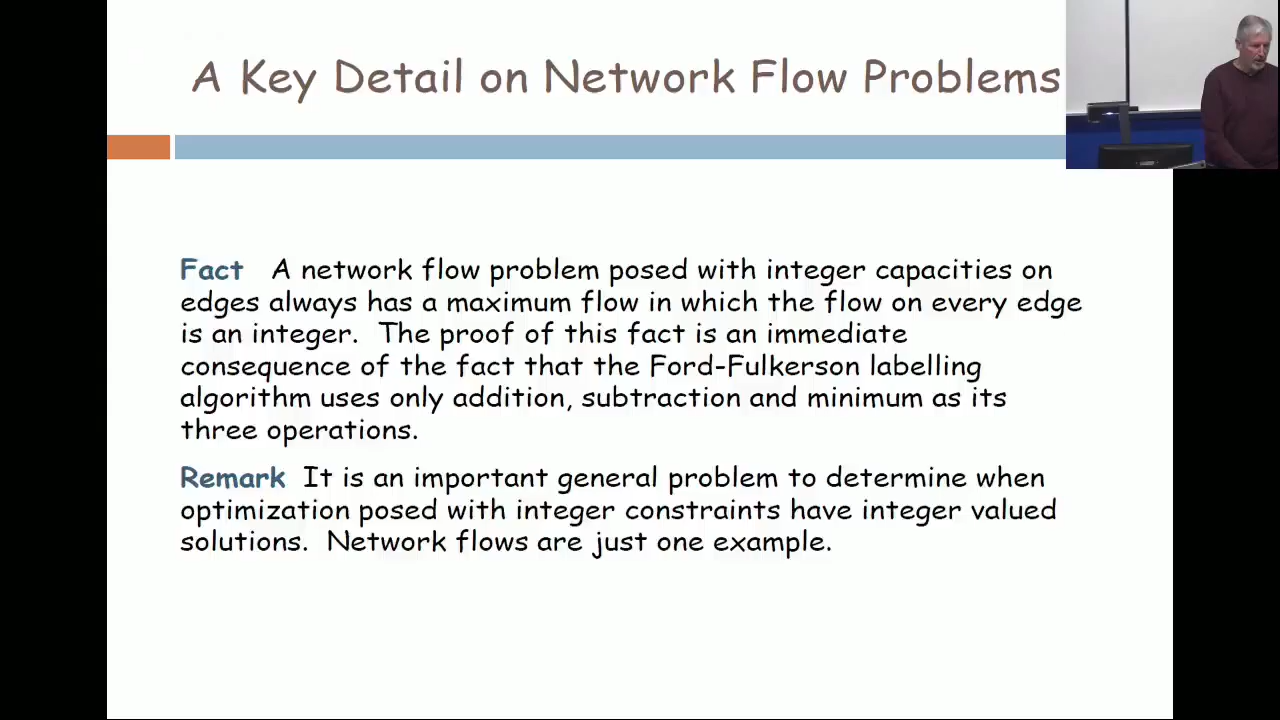 A Key Detail on Network Flow Problems
Fact A network flow problem posed with integer capacities on
edges always has a maximum flow in which the flow on every edge
is an integer. The proof of this fact is an immediate
consequence of the fact that the Ford-Fulkerson labelling
algorithm uses only addition, subtraction and minimum as its
three operations.
Remark It is an important general problem to determine when
optimization posed with integer constraints have integer valued
solutions. Network flows are just one example.